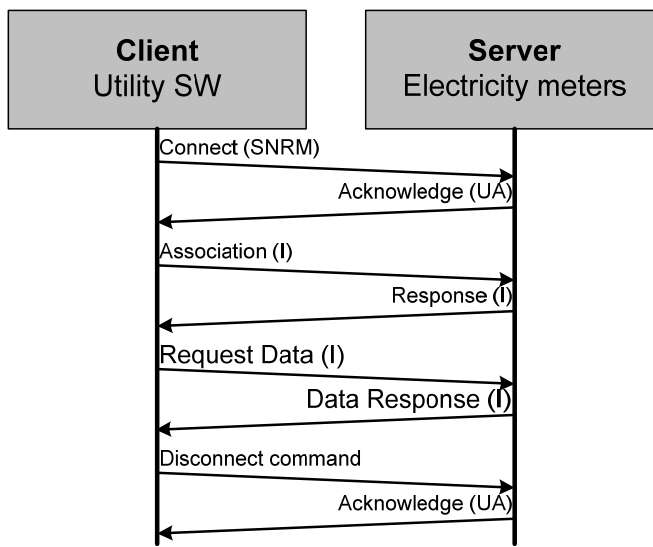 Client
Utility SW
Server
Electricity meters
Connect (SNRM)
Acknowledge (UA)
Association (I)
Response (I)
Request Data (I)
Data Response (I)
Disconnect command
Acknowledge (UA)